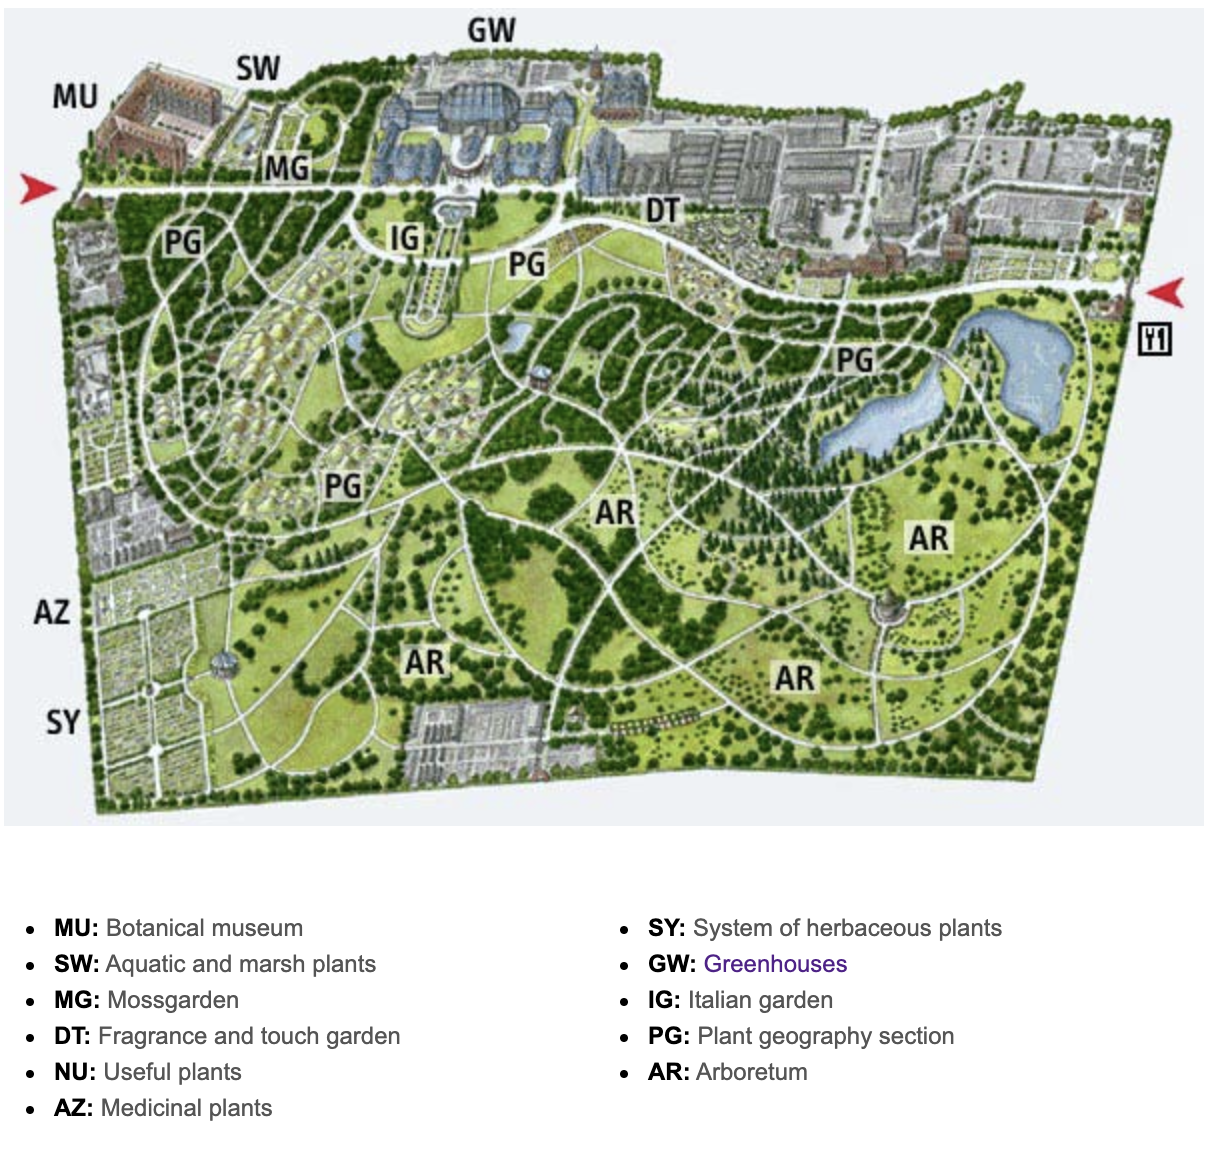 GW
SW
MU
MG
DT
PG
IG
PG
PG
PG
AR
AR
AZ
AR
AR
SY
• MU: Botanical museum
• SW: Aquatic and marsh plants
• MG: Mossgarden
• DT: Fragrance and touch garden
• NU: Useful plants
• AZ: Medicinal plants
• SY: System of herbaceous plants
• GW: Greenhouses
• IG: Italian garden
• PG: Plant geography section
• AR: Arboretum